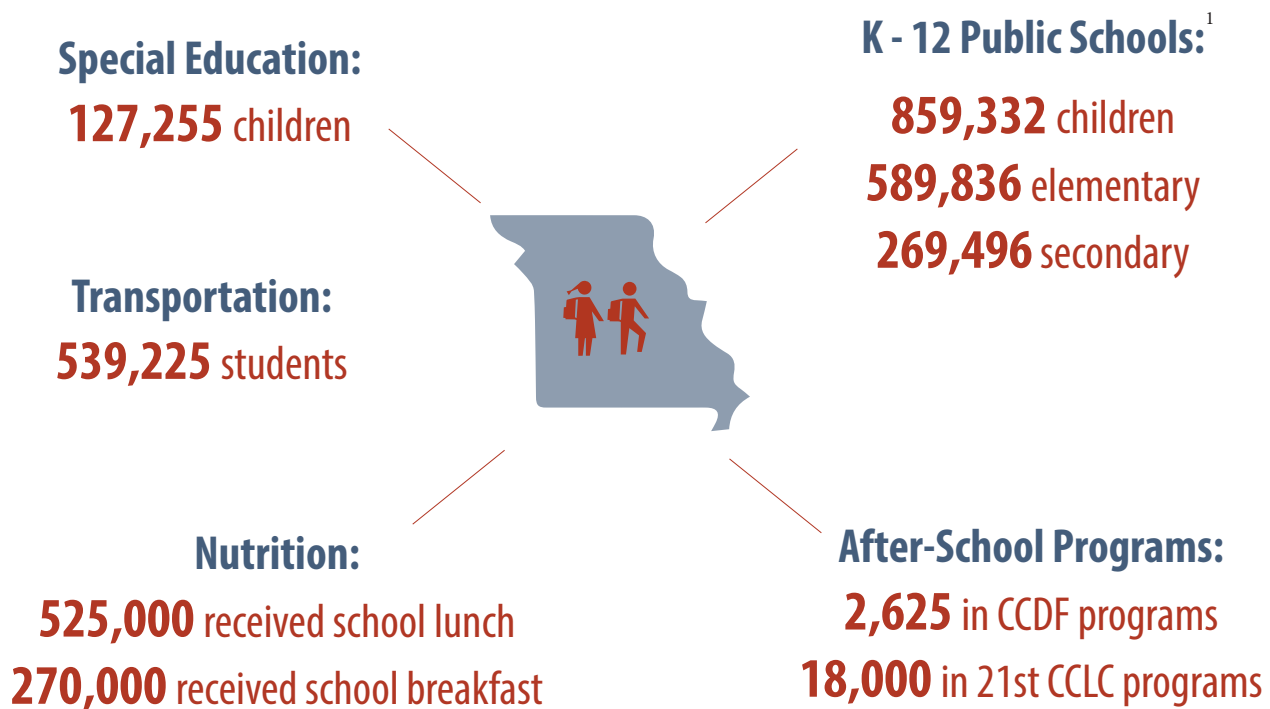 Special Education:
127,255 children
K - 12 Public Schools:1
859,332 children
589,836 elementary
269,496 secondary
Transportation:
539,225 students
Nutrition:
525,000 received school lunch
270,000 received school breakfast
After-School Programs:
2,625 in CCDF programs
18,000 in 21st CCLC programs